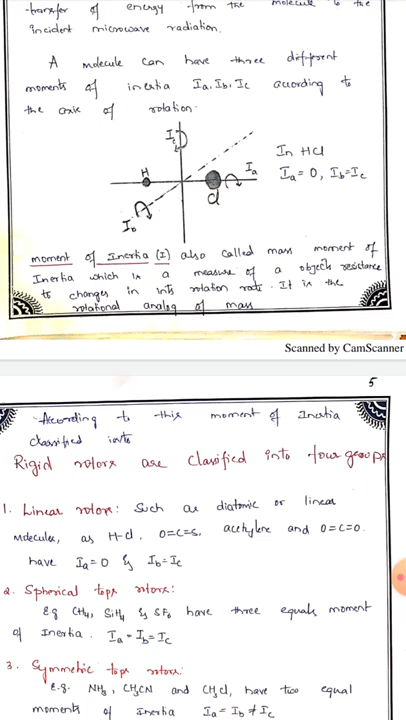 transfer of energy from the molecule to the
incident microwave radiation.
A molecule can have three different
moments of inertia Ia, Ib, Ic according to
the axis of rotation.
Ic
In HCl
H
Ia
Ia = 0, Ib = Ic
Cl
Ib
moment of Inertia (I) also called mass moment of
Inertia which is a measure of a objects resistance
to changes in ints rotation rate. It is the
rotational analog of mass
Scanned by CamScanner
5
According to this moment of Inertia
classified into
Rigid rotors are classified into four groups
1. Linear rotors: Such as diatomic or linear
Molecules, as H-Cl, O=C=S, acetylene and O=C=O.
have Ia = 0 & Ib = Ic
2. Spherical tops rotors:
Eg CH4, SiH4 & SF6 have three equals moment
of Inertia. Ia = Ib = Ic
3. Symmetric tops rotors:
E.g. NH3, CH3CN and CH3Cl, have two equal
moments of Inertia Ia = Ib ≠ Ic